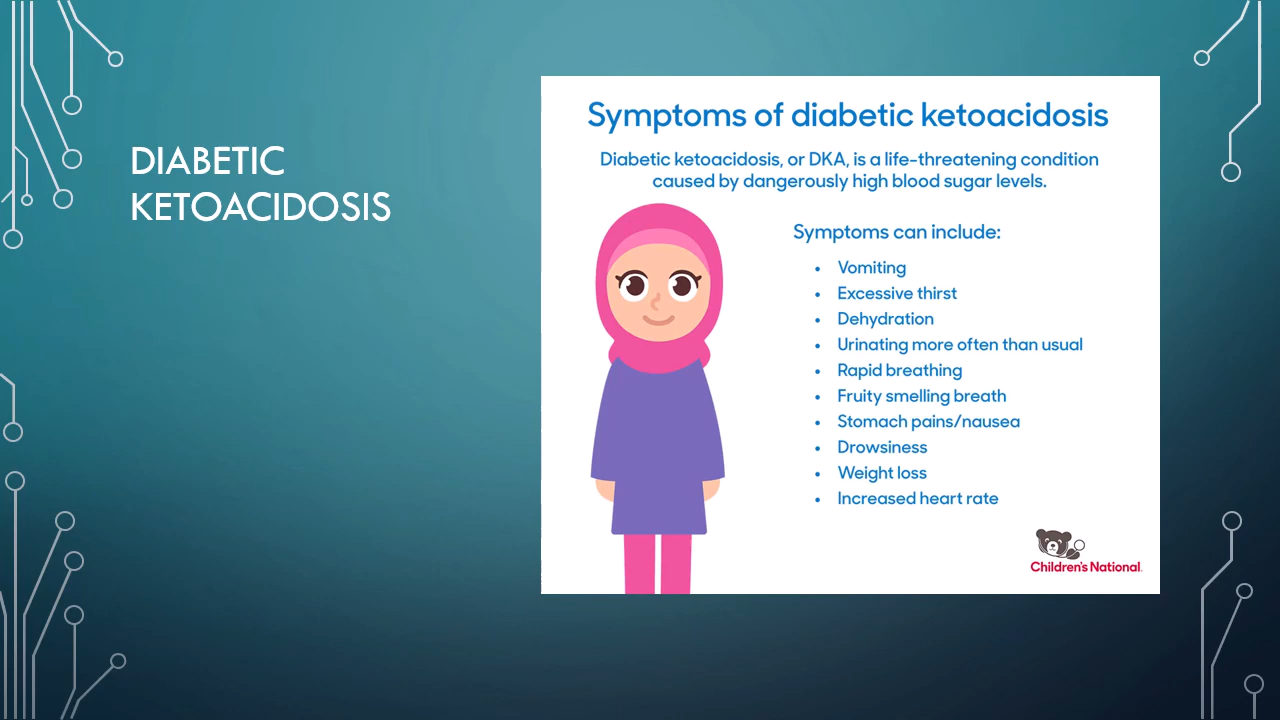 DIABETIC
KETOACIDOSIS
Symptoms of diabetic ketoacidosis
Diabetic ketoacidosis, or DKA, is a life-threatening condition
caused by dangerously high blood sugar levels.
Symptoms can include:
• Vomiting
• Excessive thirst
• Dehydration
• Urinating more often than usual
• Rapid breathing
• Fruity smelling breath
• Stomach pains/nausea
• Drowsiness
• Weight loss
• Increased heart rate
Children's National.